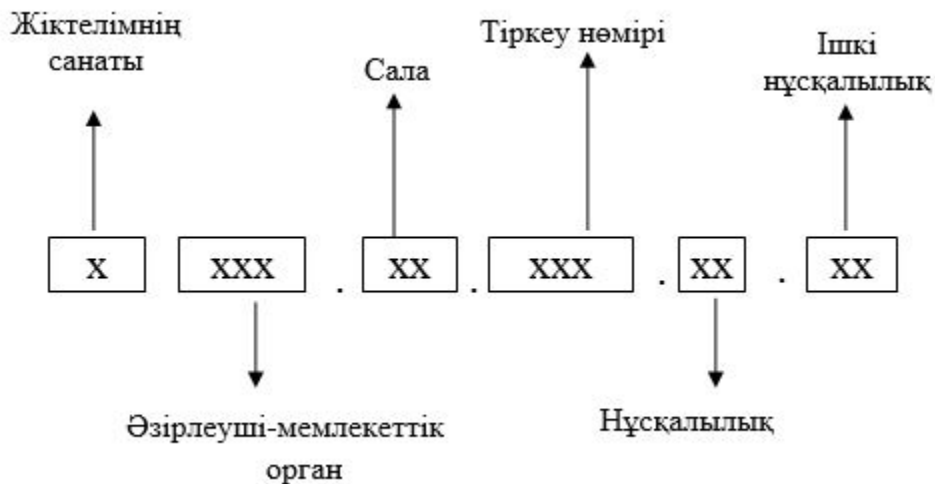 Жіктелімнің
санаты
Сала
Тіркеу нөмірі
Ішкі
нұсқалылық
X XXX . XX . XXX . XX . XX
Әзірлеуші-мемлекеттік
орган
Нұсқалылық